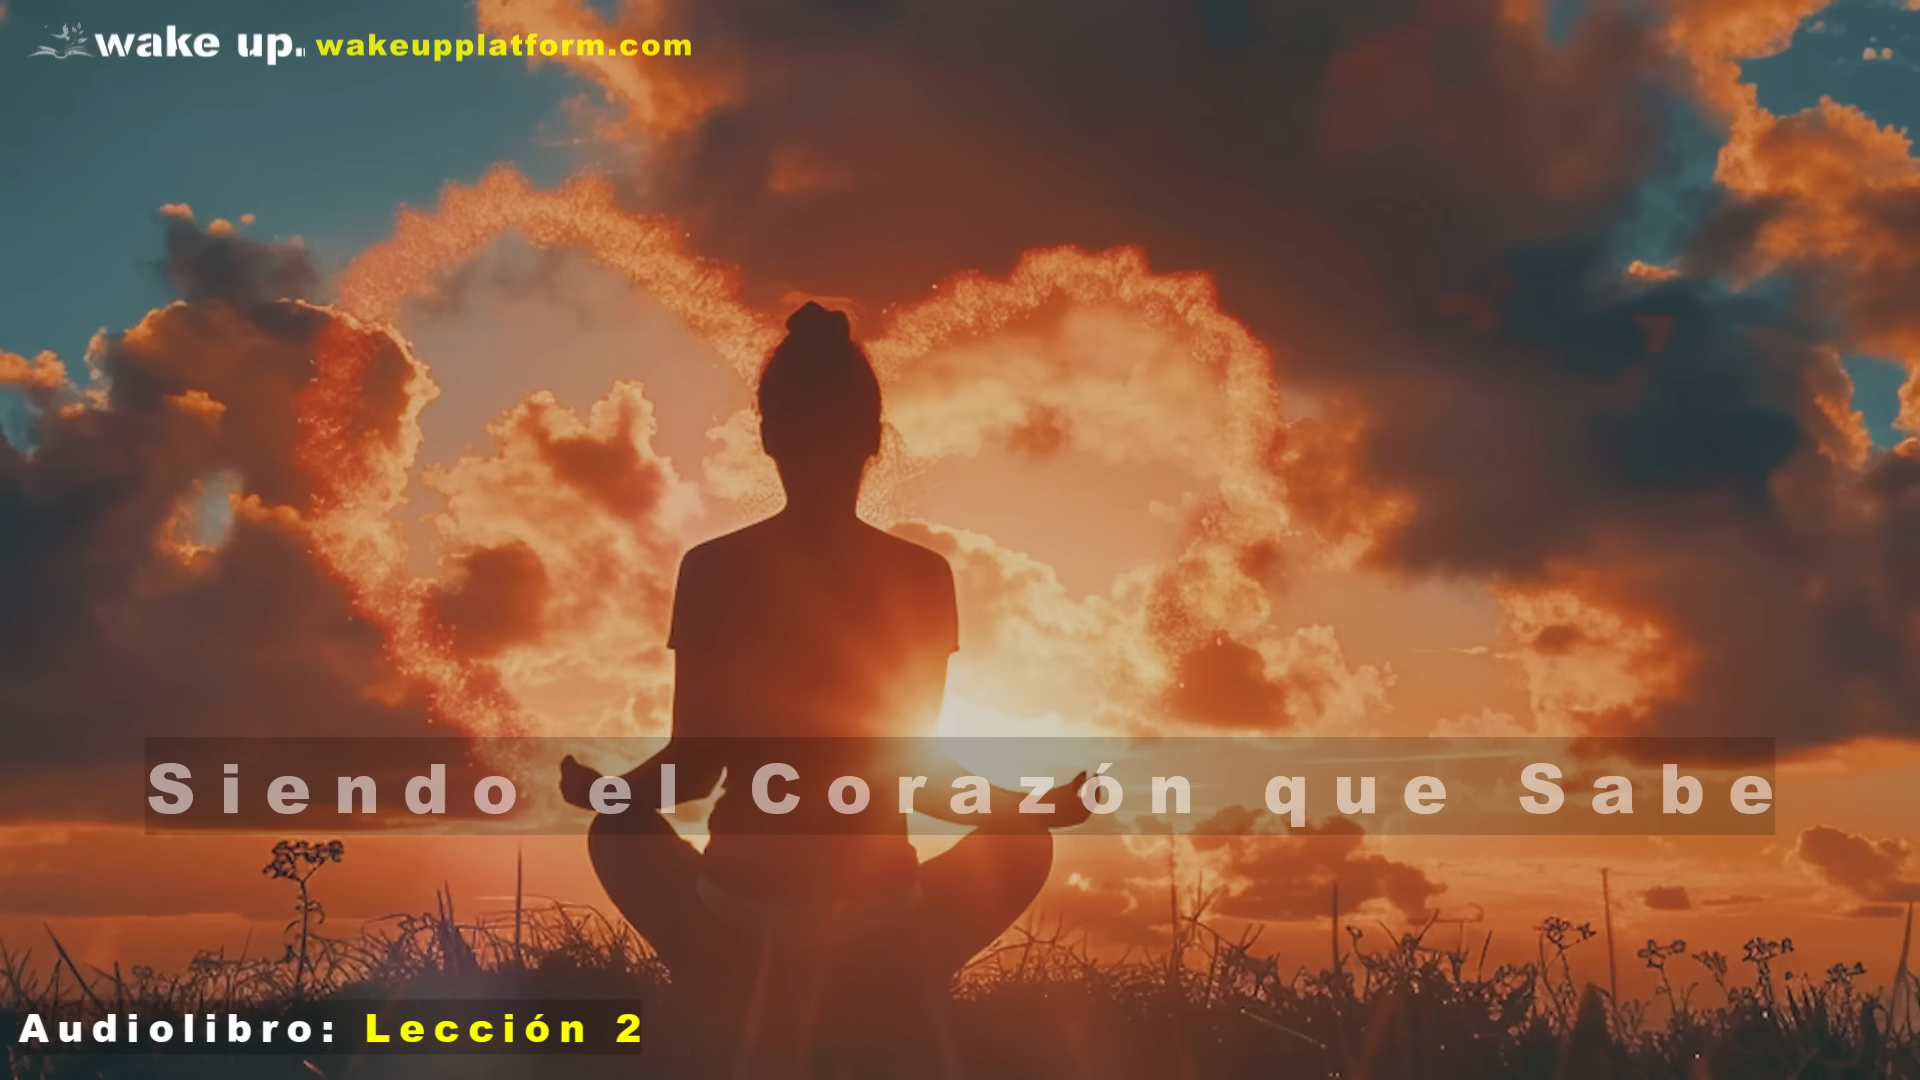 wake up. wakeupplatform.com
Siendo el Corazón que Sabe
Audiolibro: Lección 2